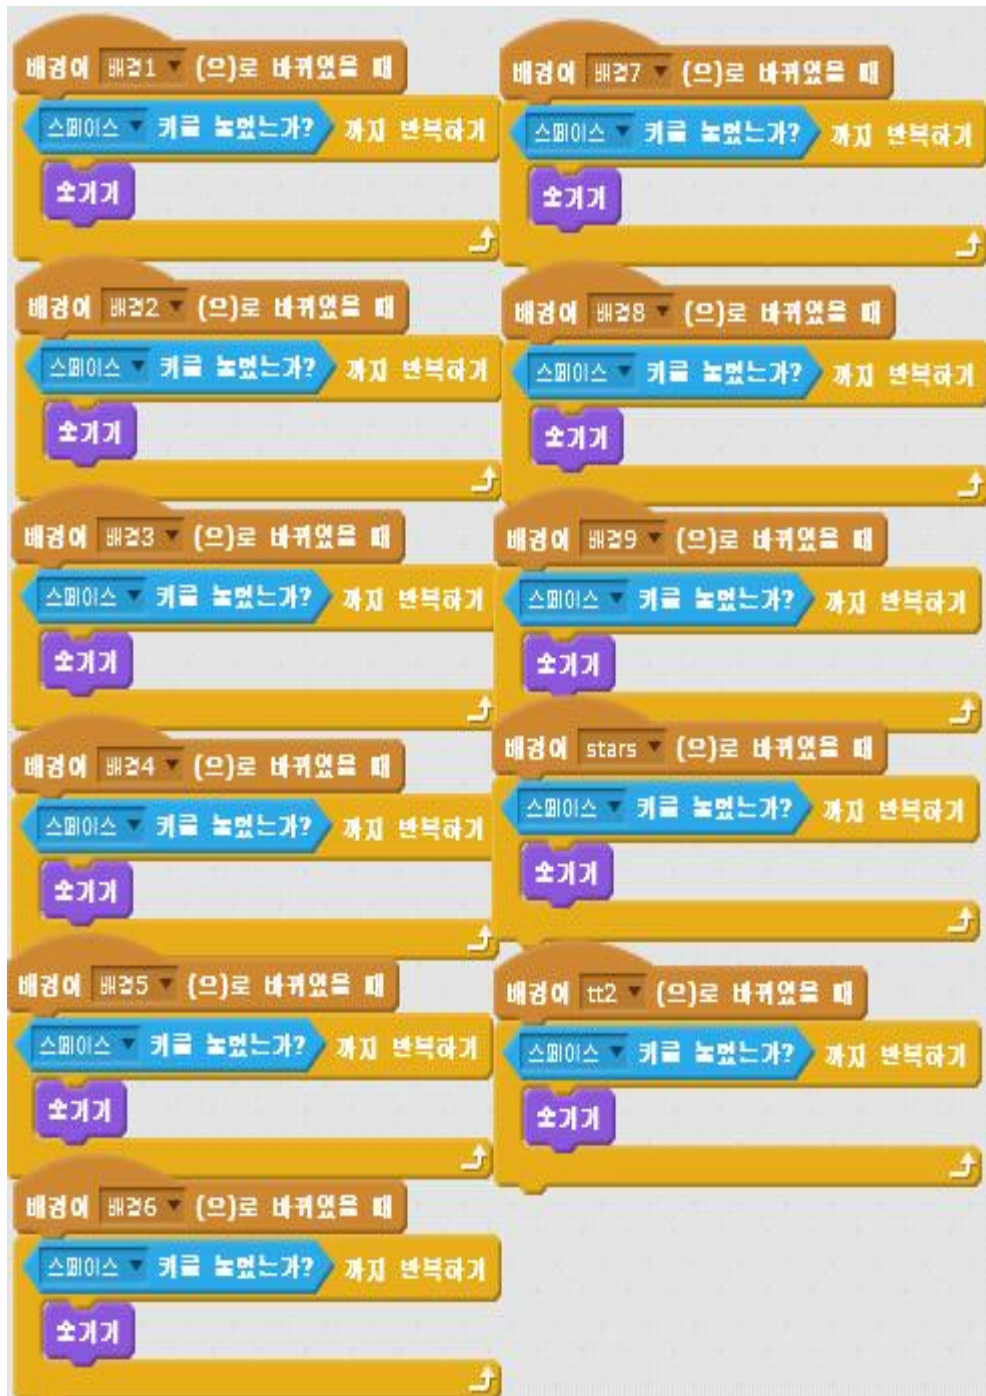 배경이 배경1 (으)로 바뀌었을 때
스페이스 키를 눌렀는가? 까지 반복하기
숨기기
배경이 배경2 (으)로 바뀌었을 때
스페이스 키를 눌렀는가? 까지 반복하기
숨기기
배경이 배경3 (으)로 바뀌었을 때
스페이스 키를 눌렀는가? 까지 반복하기
숨기기
배경이 배경4 (으)로 바뀌었을 때
스페이스 키를 눌렀는가? 까지 반복하기
숨기기
배경이 배경5 (으)로 바뀌었을 때
스페이스 키를 눌렀는가? 까지 반복하기
숨기기
배경이 배경6 (으)로 바뀌었을 때
스페이스 키를 눌렀는가? 까지 반복하기
숨기기
배경이 배경7 (으)로 바뀌었을 때
스페이스 키를 눌렀는가? 까지 반복하기
숨기기
배경이 배경8 (으)로 바뀌었을 때
스페이스 키를 눌렀는가? 까지 반복하기
숨기기
배경이 배경9 (으)로 바뀌었을 때
스페이스 키를 눌렀는가? 까지 반복하기
숨기기
배경이 stars (으)로 바뀌었을 때
스페이스 키를 눌렀는가? 까지 반복하기
숨기기
배경이 tt2 (으)로 바뀌었을 때
스페이스 키를 눌렀는가? 까지 반복하기
숨기기